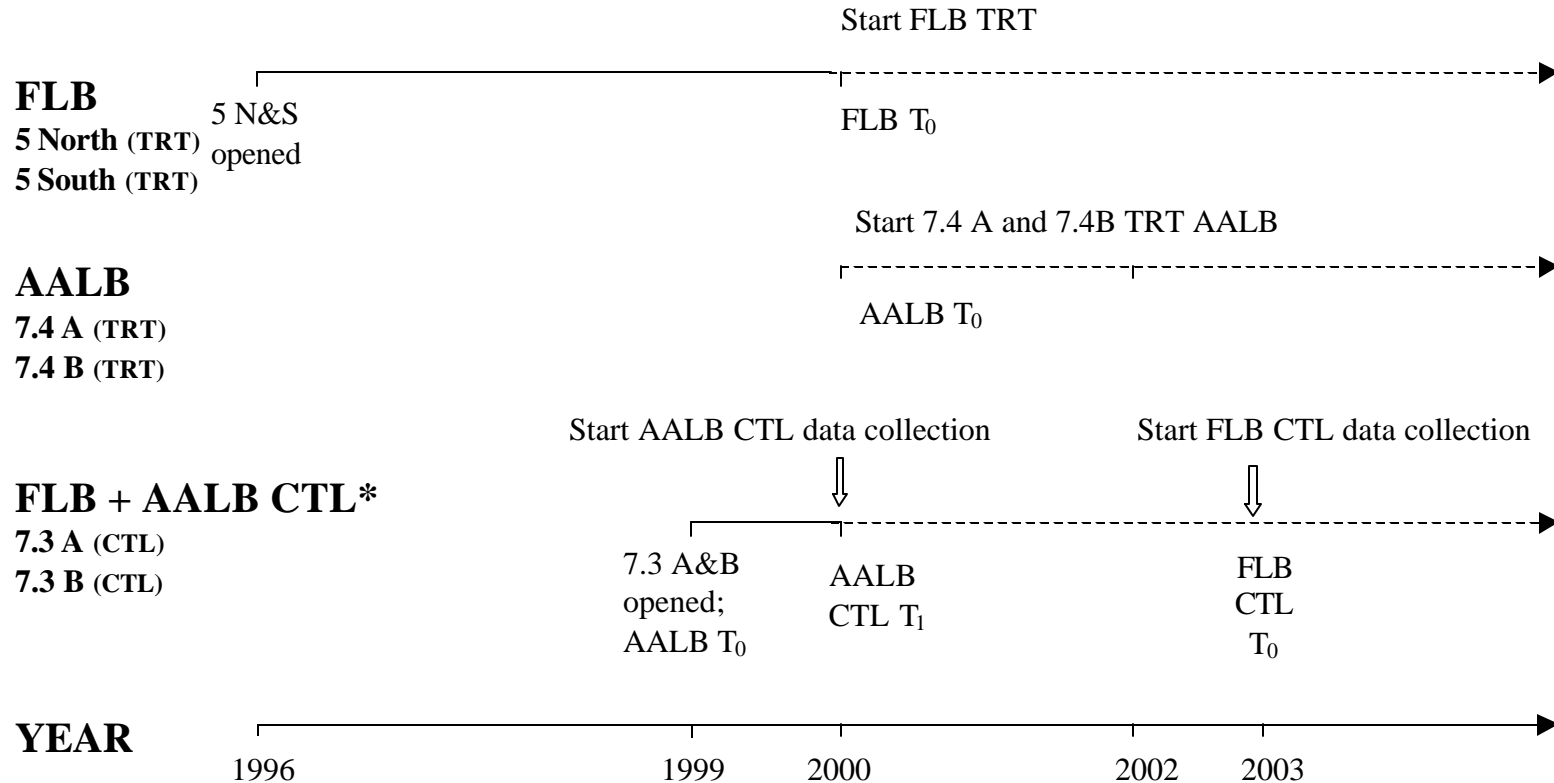 Start FLB TRT
FLB
5 North (TRT)
5 South (TRT)
5 N&S
opened
FLB T0
Start 7.4 A and 7.4B TRT AALB
AALB
7.4 A (TRT)
7.4 B (TRT)
AALB T0
Start AALB CTL data collection
Start FLB CTL data collection
FLB + AALB CTL*
7.3 A (CTL)
7.3 B (CTL)
7.3 A&B
opened;
AALB T0
AALB
CTL T1
FLB
CTL
T0
YEAR
1996 1999 2000 2002 2003